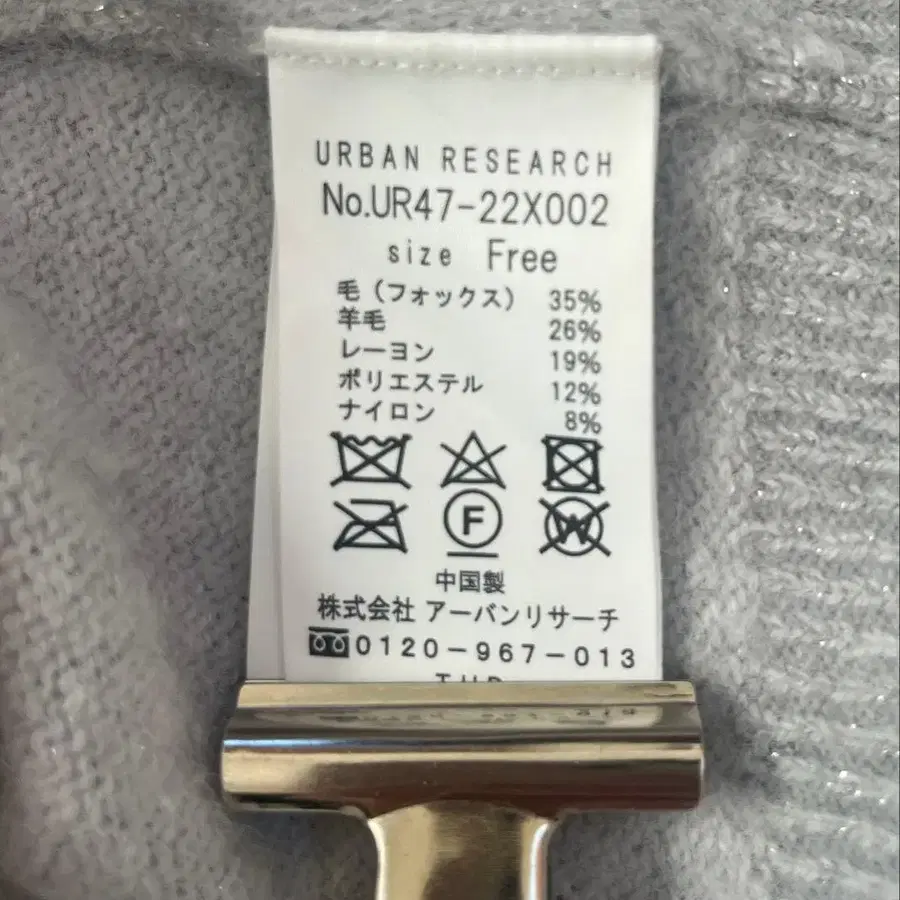 URBAN RESEARCH
No.UR47-22X002
size Free
毛(フォックス) 35%
羊毛 26%
レーヨン 19%
ポリエステル 12%
ナイロン 8%
F
W
中国製
株式会社 アーバンリサーチ
0120-967-013